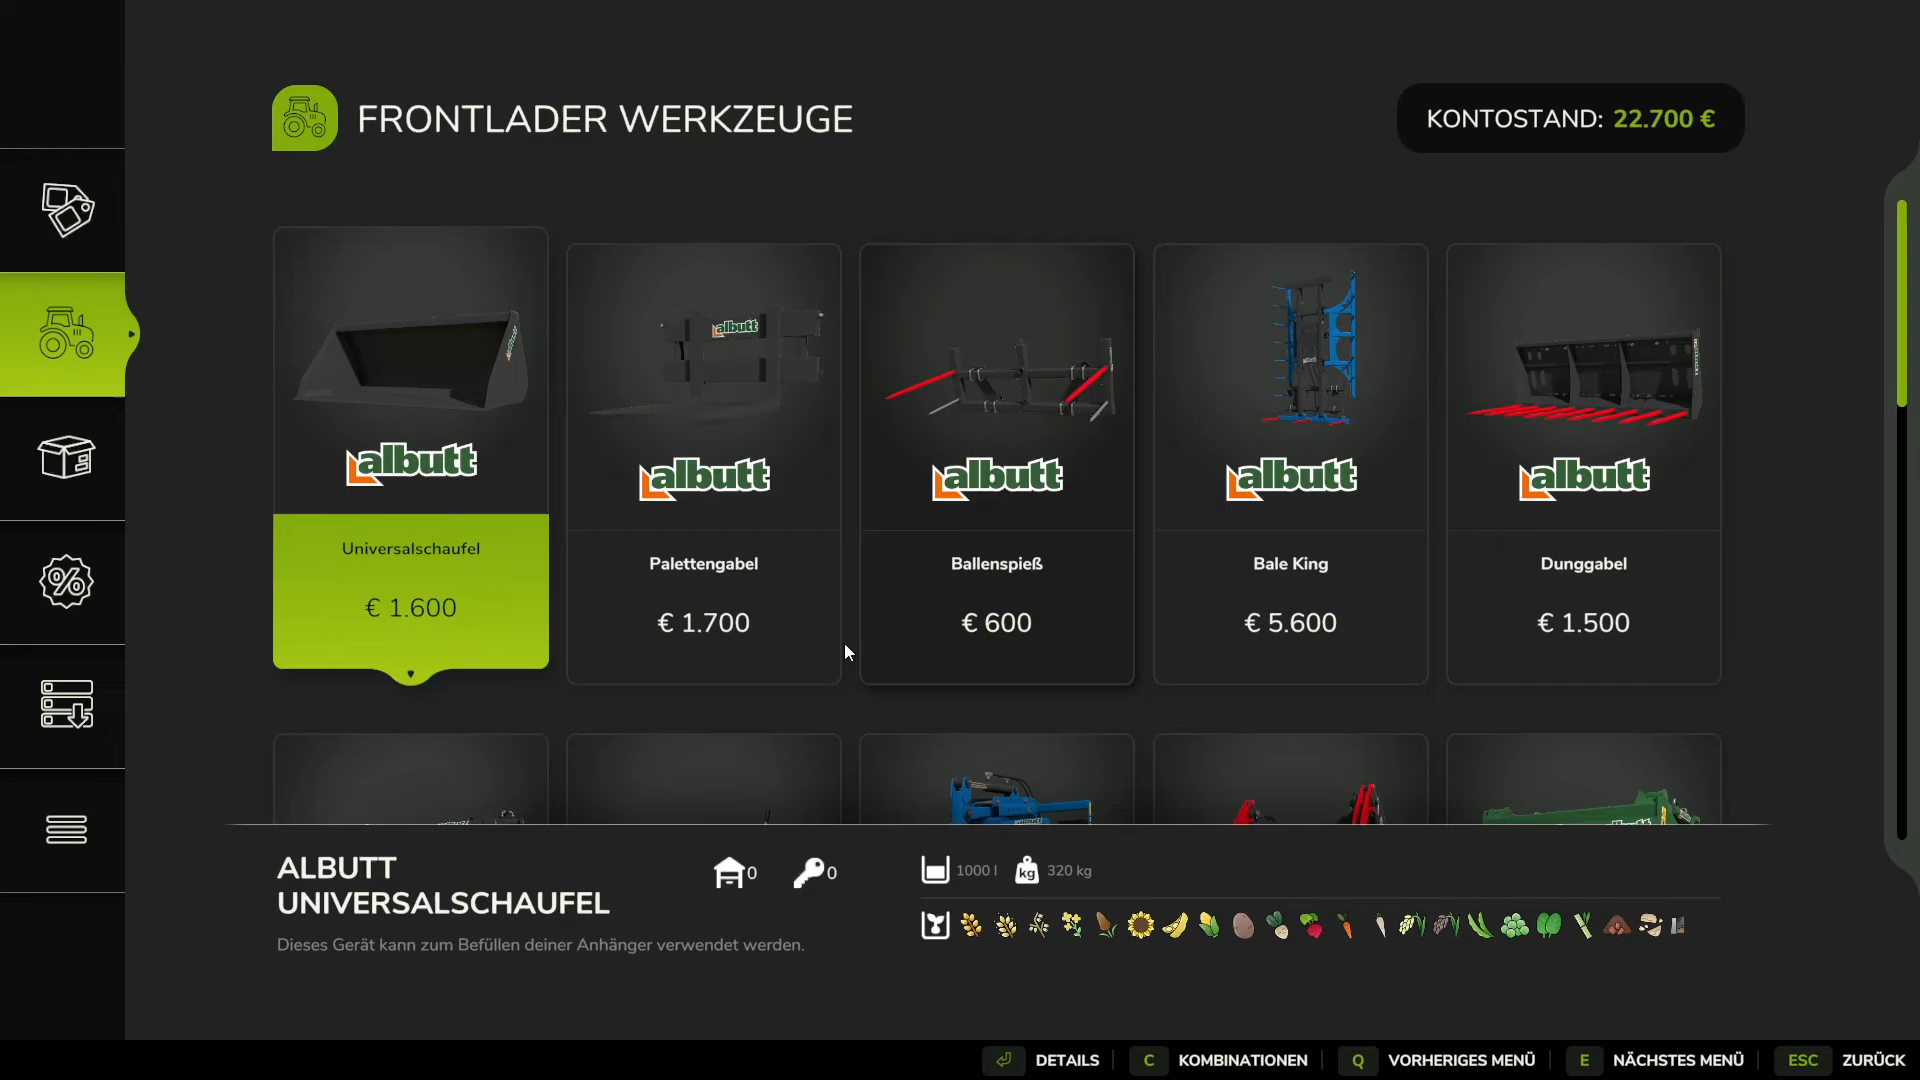 FRONTLADER WERKZEUGE
KONTOSTAND: 22.700 €
albutt
albutt
albutt
albutt
albutt
albutt
Universalschaufel
Palettengabel
Ballenspieß
Bale King
Dunggabel
€ 1.600
€ 1.700
€ 600
€ 5.600
€ 1.500
ALBUTT
UNIVERSALSCHAUFEL
0
0
1000 l
kg 320 kg
Dieses Gerät kann zum Befüllen deiner Anhänger verwendet werden.
DETAILS
C KOMBINATIONEN
Q VORHERIGES MENÜ
E NÄCHSTES MENÜ
ESC ZURÜCK